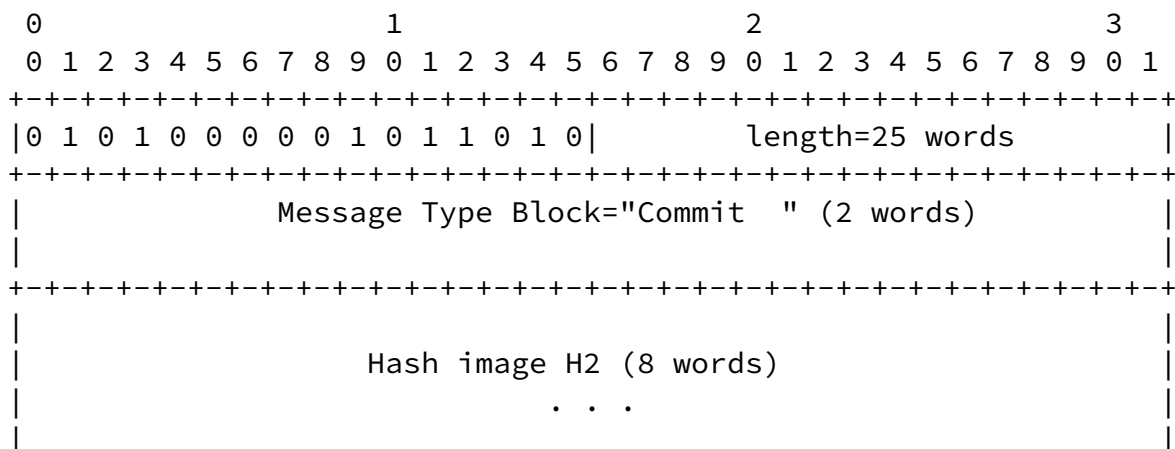 0                   1                   2                   3
 0 1 2 3 4 5 6 7 8 9 0 1 2 3 4 5 6 7 8 9 0 1 2 3 4 5 6 7 8 9 0 1
+-+-+-+-+-+-+-+-+-+-+-+-+-+-+-+-+-+-+-+-+-+-+-+-+-+-+-+-+-+-+-+-+
|0 1 0 1 0 0 0 0 0 1 0 1 1 0 1 0|        length=25 words        |
+-+-+-+-+-+-+-+-+-+-+-+-+-+-+-+-+-+-+-+-+-+-+-+-+-+-+-+-+-+-+-+-+
|              Message Type Block="Commit  " (2 words)          |
|                                                               |
+-+-+-+-+-+-+-+-+-+-+-+-+-+-+-+-+-+-+-+-+-+-+-+-+-+-+-+-+-+-+-+-+
|                                                               |
|                   Hash image H2 (8 words)                     |
|                             . . .                             |
|                                                               |